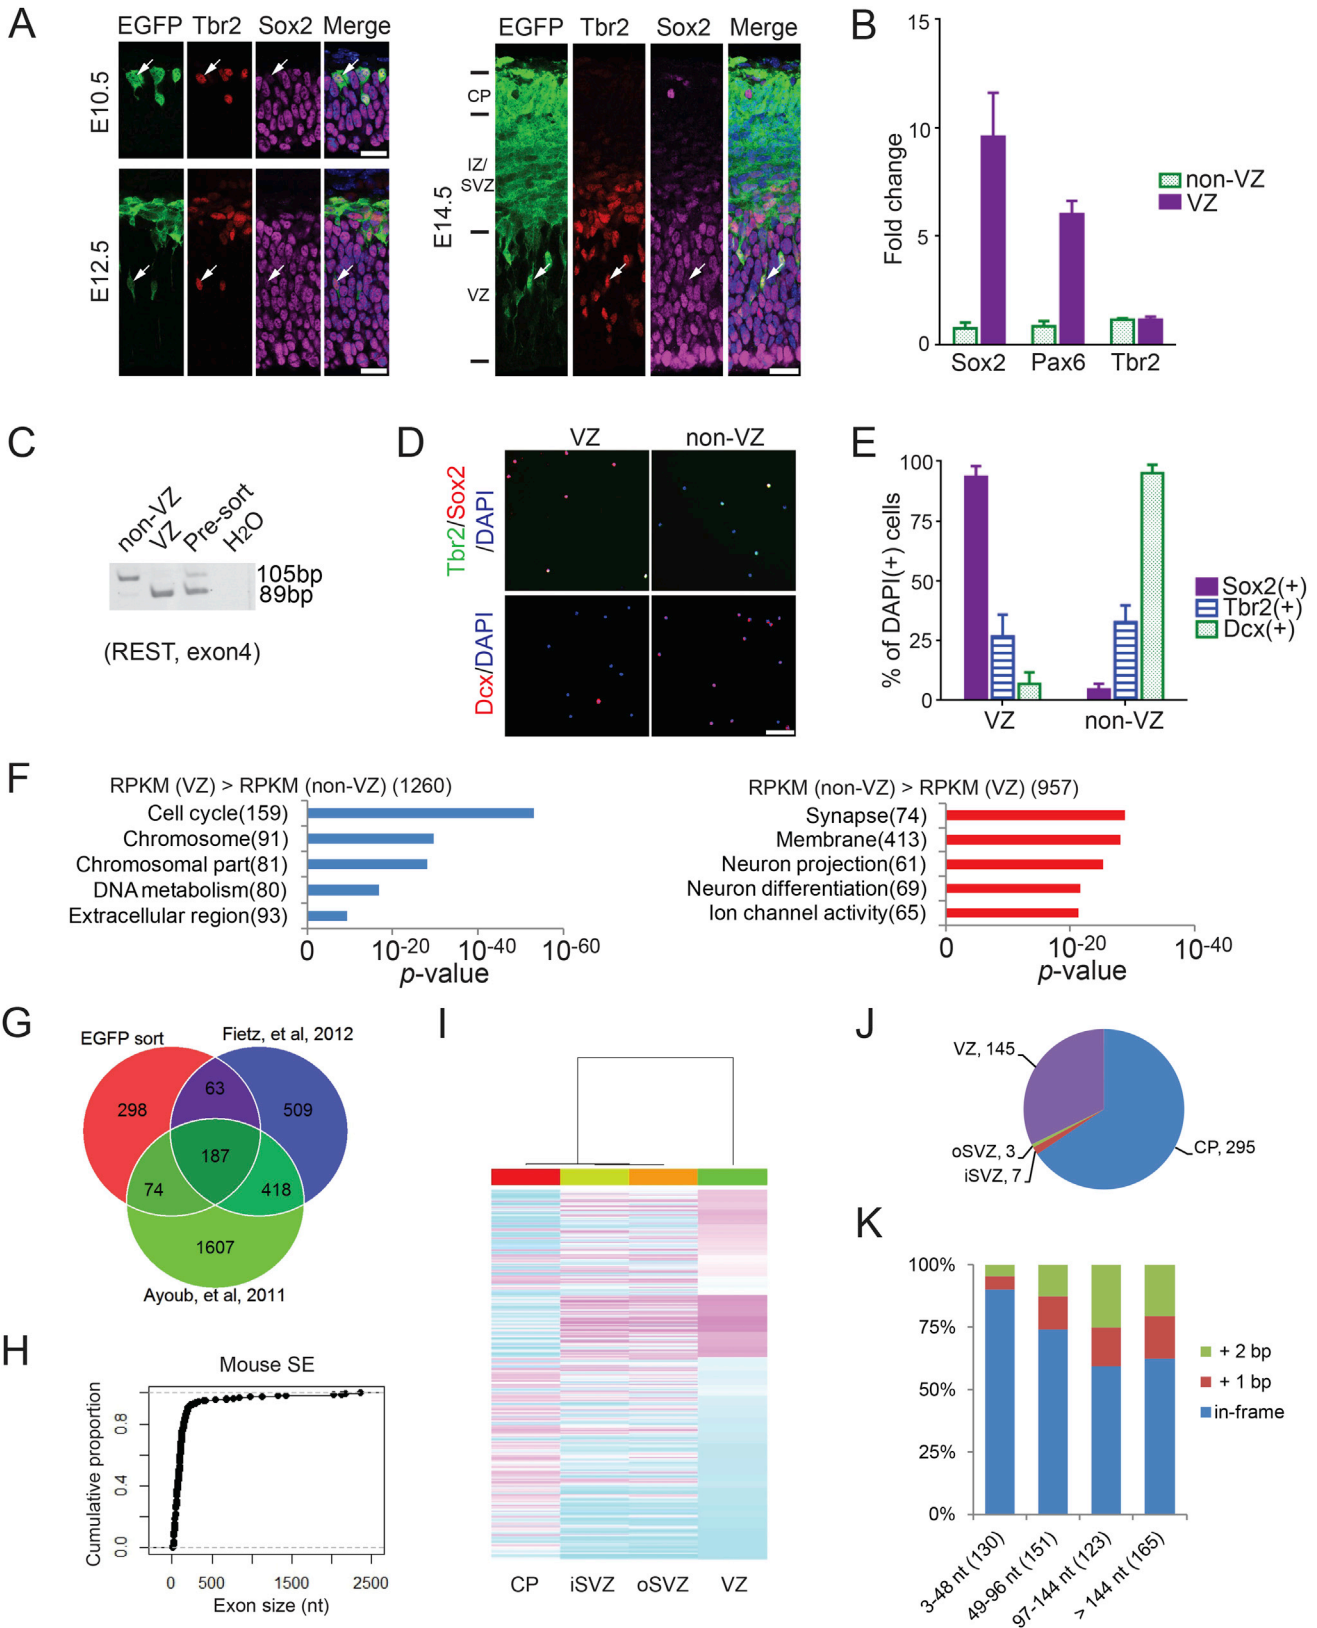 A
EGFP Tbr2 Sox2 Merge
E10.5
E12.5
EGFP Tbr2 Sox2 Merge
E14.5
CP
IZ/
SVZ
VZ
B
Fold change
15
10
5
0
Sox2 Pax6 Tbr2
non-VZ
VZ
C
non-VZ
VZ
Pre-sort
H2O
105bp
89bp
(REST, exon4)
D
VZ non-VZ
Tbr2/Sox2
/DAPI
Dcx/DAPI
E
% of DAPI(+) cells
100
75
50
25
0
VZ non-VZ
Sox2(+)
Tbr2(+)
Dcx(+)
F
RPKM (VZ) > RPKM (non-VZ) (1260)
Cell cycle(159)
Chromosome(91)
Chromosomal part(81)
DNA metabolism(80)
Extracellular region(93)
0 10-20 10-40 10-60
p-value
RPKM (non-VZ) > RPKM (VZ) (957)
Synapse(74)
Membrane(413)
Neuron projection(61)
Neuron differentiation(69)
Ion channel activity(65)
0 10-20 10-40
p-value
G
EGFP sort
Fietz, et al, 2012
298
63
509
187
74
418
1607
Ayoub, et al, 2011
H
Mouse SE
Cumulative proportion
0.8
0.4
0.0
0 500 1500 2500
Exon size (nt)
I
CP iSVZ oSVZ VZ
J
VZ, 145
oSVZ, 3
iSVZ, 7
CP, 295
K
100%
75%
50%
25%
0%
3-48 nt (130)
49-96 nt (151)
97-144 nt (123)
> 144 nt (165)
+ 2 bp
+ 1 bp
in-frame